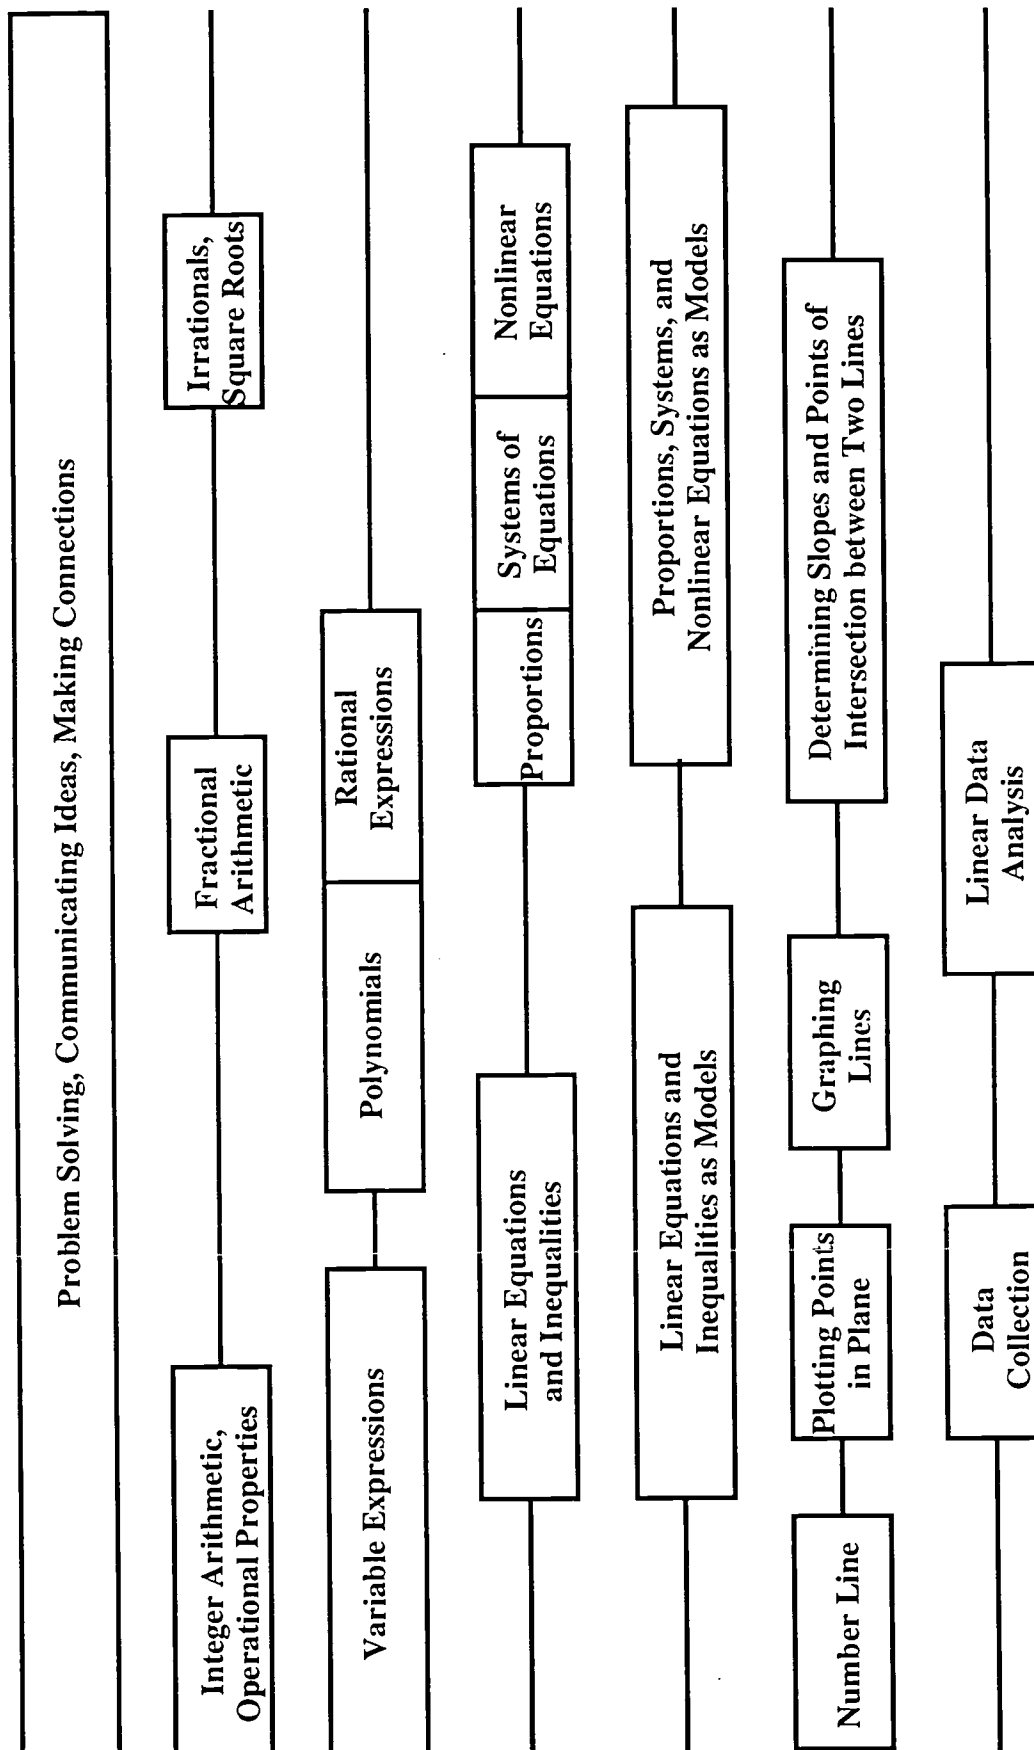 Problem Solving, Communicating Ideas, Making Connections
Integer Arithmetic,
Operational Properties
Fractional
Arithmetic
Irrationals,
Square Roots
Variable Expressions
Polynomials
Rational
Expressions
Linear Equations
and Inequalities
Proportions
Systems of
Equations
Nonlinear
Equations
Linear Equations and
Inequalities as Models
Proportions, Systems, and
Nonlinear Equations as Models
Number Line
Plotting Points
in Plane
Graphing
Lines
Determining Slopes and Points of
Intersection between Two Lines
Data
Collection
Linear Data
Analysis